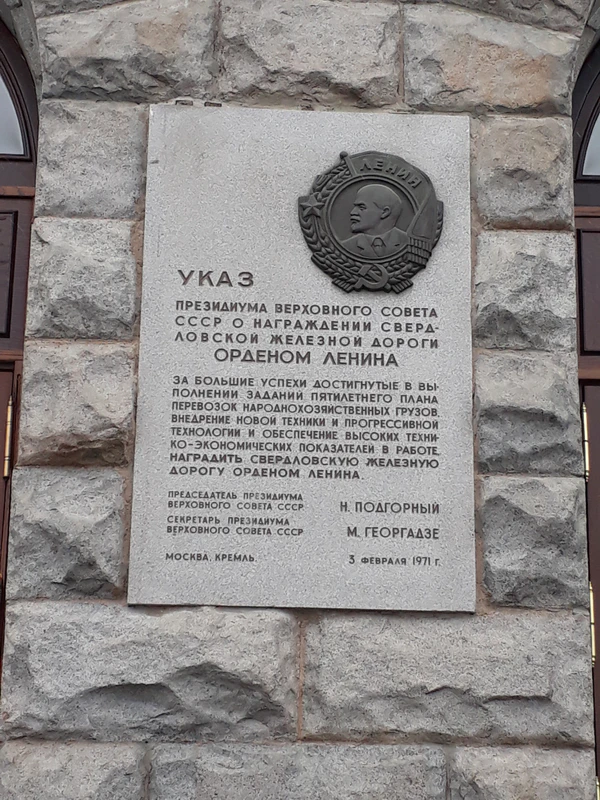 ЛЕНИН
УКАЗ
ПРЕЗИДИУМА ВЕРХОВНОГО СОВЕТА
СССР О НАГРАЖДЕНИИ СВЕРД-
ЛОВСКОЙ ЖЕЛЕЗНОЙ ДОРОГИ
ОРДЕНОМ ЛЕНИНА
ЗА БОЛЬШИЕ УСПЕХИ ДОСТИГНУТЫЕ В ВЫ-
ПОЛНЕНИИ ЗАДАНИЙ ПЯТИЛЕТНЕГО ПЛАНА
ПЕРЕВОЗОК НАРОДНОХОЗЯЙСТВЕННЫХ ГРУЗОВ,
ВНЕДРЕНИЕ НОВОЙ ТЕХНИКИ И ПРОГРЕССИВНОЙ
ТЕХНОЛОГИИ И ОБЕСПЕЧЕНИЕ ВЫСОКИХ ТЕХНИ-
КО-ЭКОНОМИЧЕСКИХ ПОКАЗАТЕЛЕЙ В РАБОТЕ,
НАГРАДИТЬ СВЕРДЛОВСКУЮ ЖЕЛЕЗНУЮ
ДОРОГУ ОРДЕНОМ ЛЕНИНА.
ПРЕДСЕДАТЕЛЬ ПРЕЗИДИУМА
ВЕРХОВНОГО СОВЕТА СССР Н. ПОДГОРНЫЙ
СЕКРЕТАРЬ ПРЕЗИДИУМА
ВЕРХОВНОГО СОВЕТА СССР М. ГЕОРГАДЗЕ
МОСКВА, КРЕМЛЬ. 3 ФЕВРАЛЯ 1971 Г.